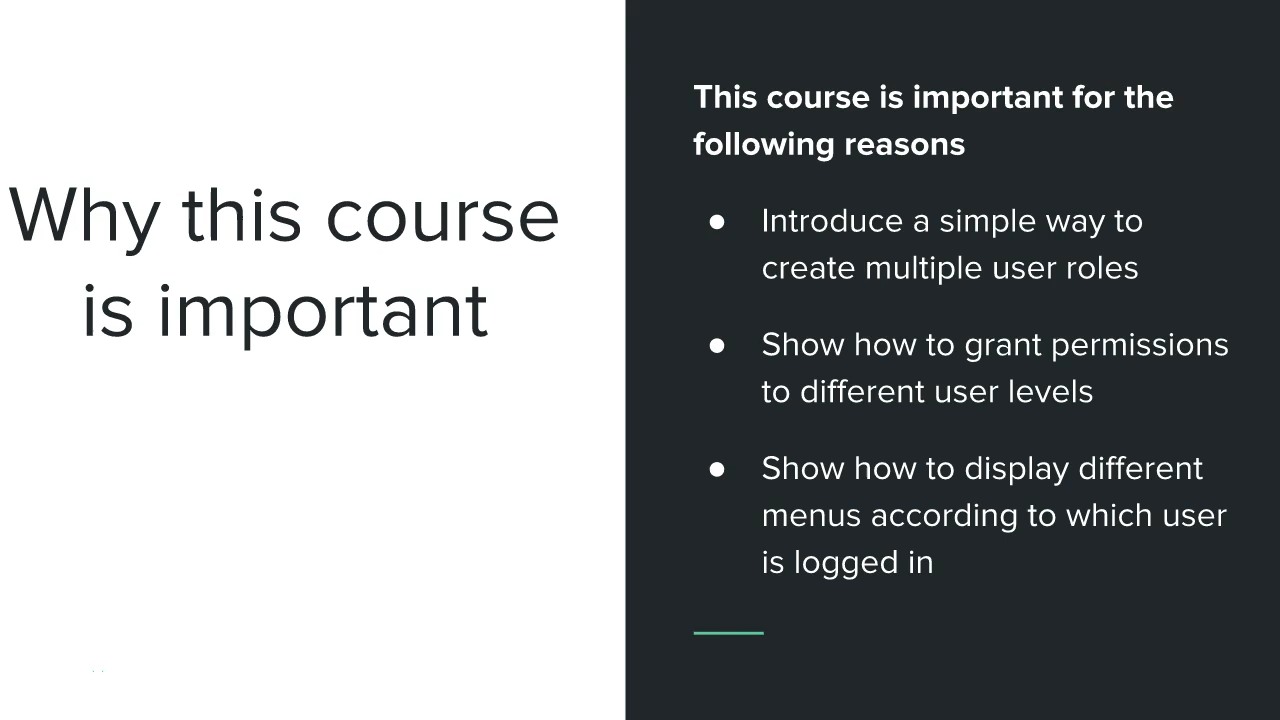 Why this course
is important
This course is important for the
following reasons
● Introduce a simple way to
create multiple user roles
● Show how to grant permissions
to different user levels
● Show how to display different
menus according to which user
is logged in